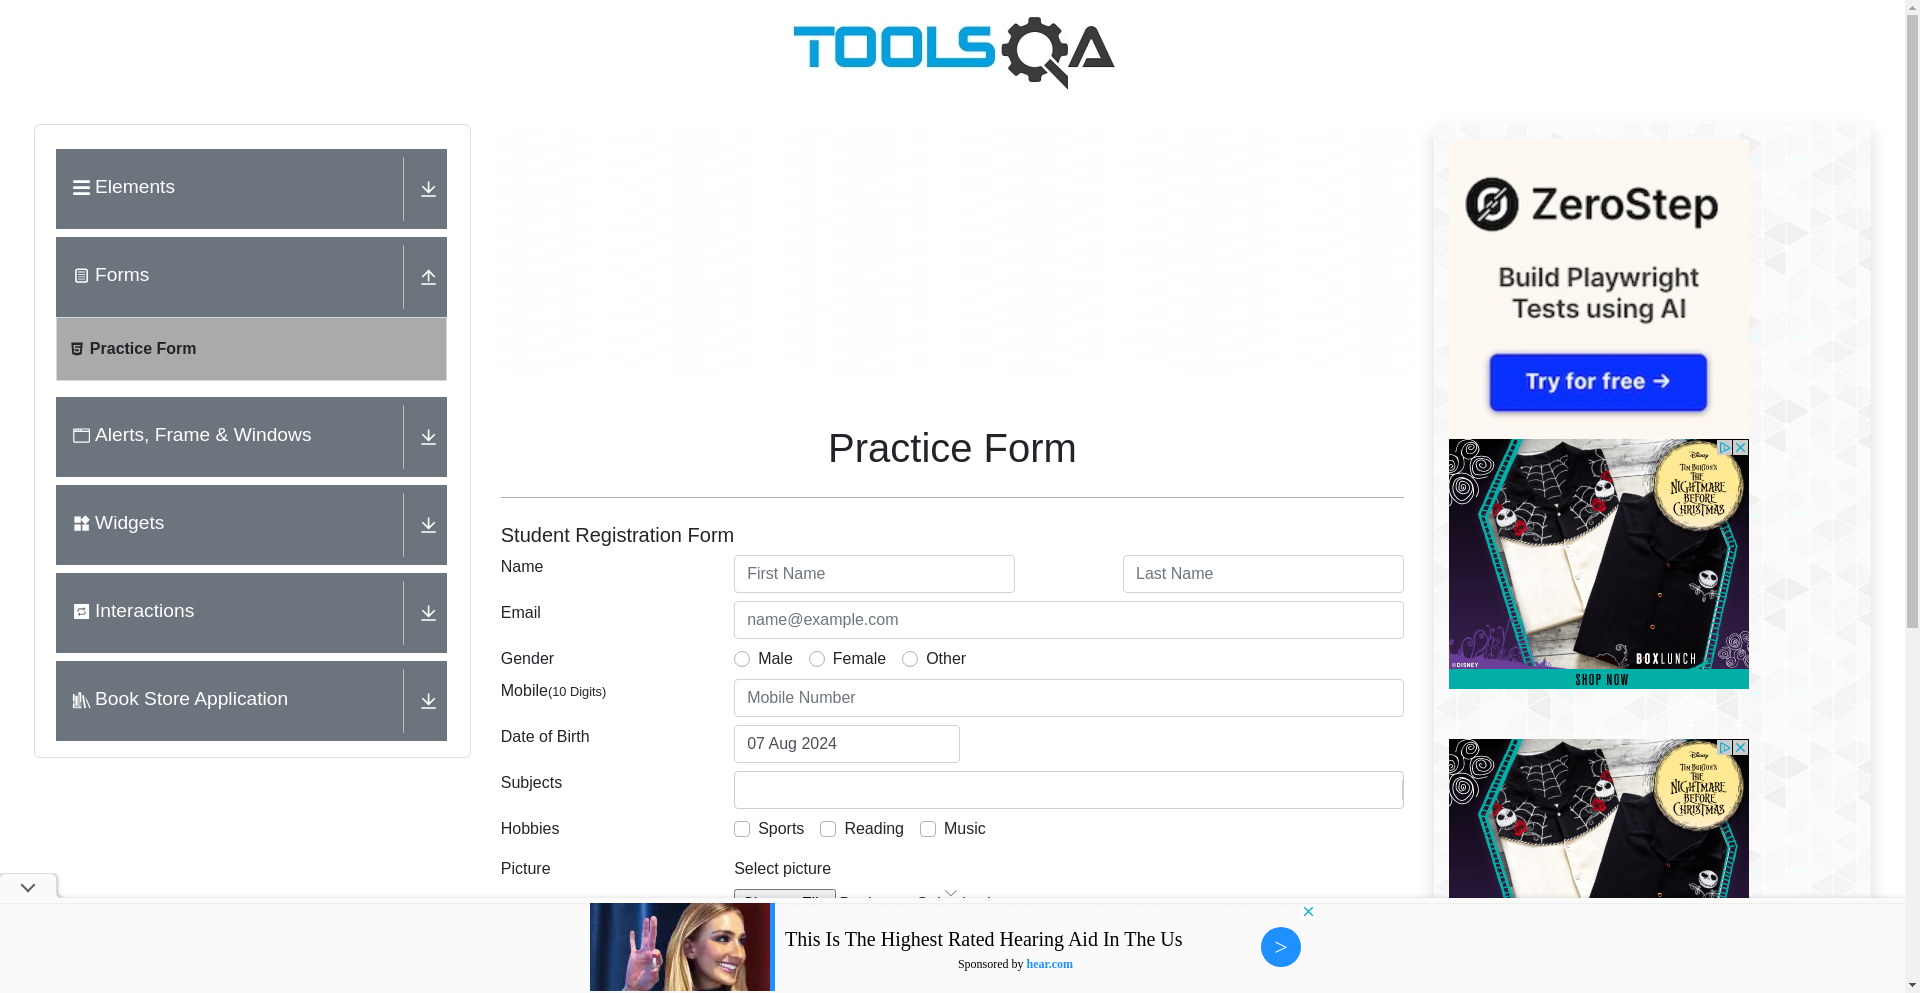 TOOLSQA
Elements
Forms
Practice Form
Alerts, Frame & Windows
Widgets
Interactions
Book Store Application
Practice Form
Student Registration Form
Name
First Name
Last Name
Email
name@example.com
Gender
Male
Female
Other
Mobile(10 Digits)
Mobile Number
Date of Birth
07 Aug 2024
Subjects
Hobbies
Sports
Reading
Music
Picture
Select picture
ZeroStep
Build Playwright
Tests using AI
Try for free →
Disney
TIM BURTON'S
THE
NIGHTMARE
BEFORE
CHRISTMAS
©DISNEY
BOXLUNCH
SHOP NOW
Disney
TIM BURTON'S
THE
NIGHTMARE
BEFORE
CHRISTMAS
This Is The Highest Rated Hearing Aid In The Us
Sponsored by hear.com
>